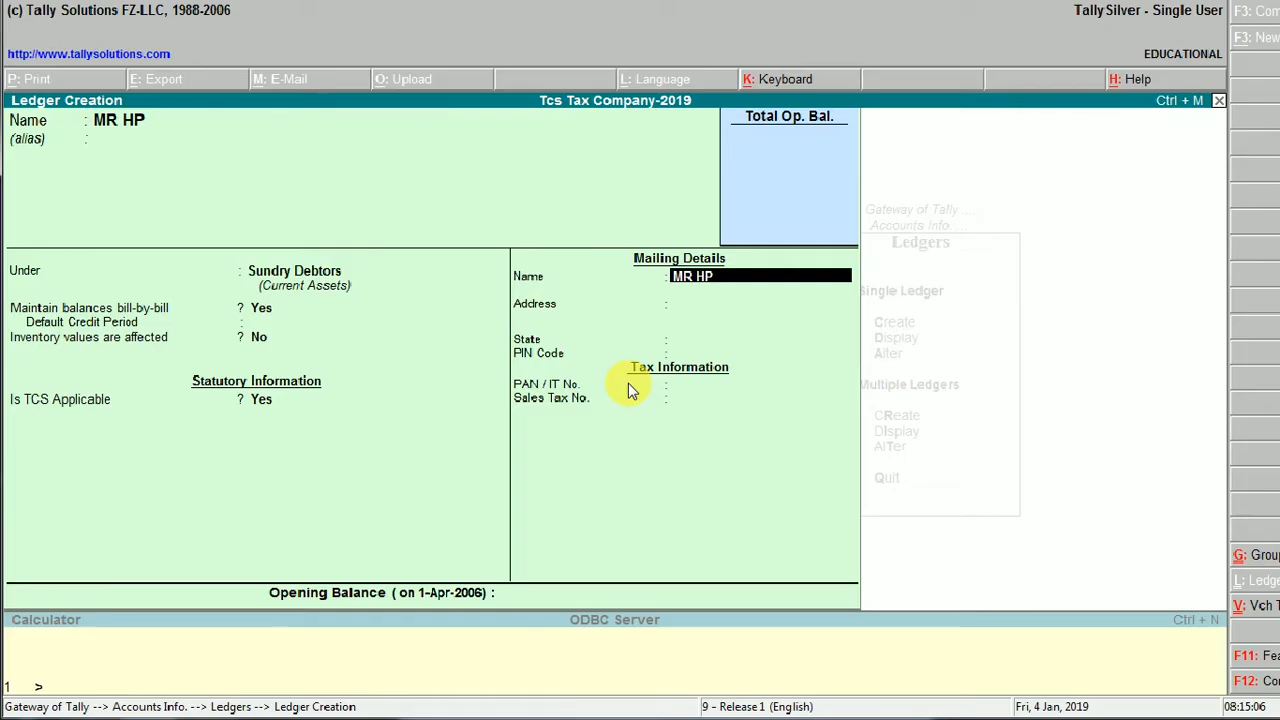 (c) Tally Solutions FZ-LLC, 1988-2006
TallySilver - Single User
http://www.tallysolutions.com
EDUCATIONAL
P: Print
E: Export
M: E-Mail
O: Upload
L: Language
K: Keyboard
H: Help
Ledger Creation
Tcs Tax Company-2019
Ctrl + M
Name : MR HP
(alias) :
Total Op. Bal.
Under : Sundry Debtors
(Current Assets)
Maintain balances bill-by-bill ? Yes
Default Credit Period :
Inventory values are affected ? No
Statutory Information
Is TCS Applicable ? Yes
Mailing Details
Name : MR HP
Address :
State :
PIN Code :
Tax Information
PAN / IT No. :
Sales Tax No. :
Opening Balance ( on 1-Apr-2006) :
Gateway of Tally ....
Accounts Info. ...
Ledgers
Single Ledger
Create
Display
Alter
Multiple Ledgers
CReate
DIsplay
AlTer
Quit
F3: Com
F3: New
G: Group
L: Ledge
V: Vch T
F11: Fea
F12: Co
Calculator
ODBC Server
Ctrl + N
1 >
Gateway of Tally --> Accounts Info. --> Ledgers --> Ledger Creation
9 - Release 1 (English)
Fri, 4 Jan, 2019
08:15:06